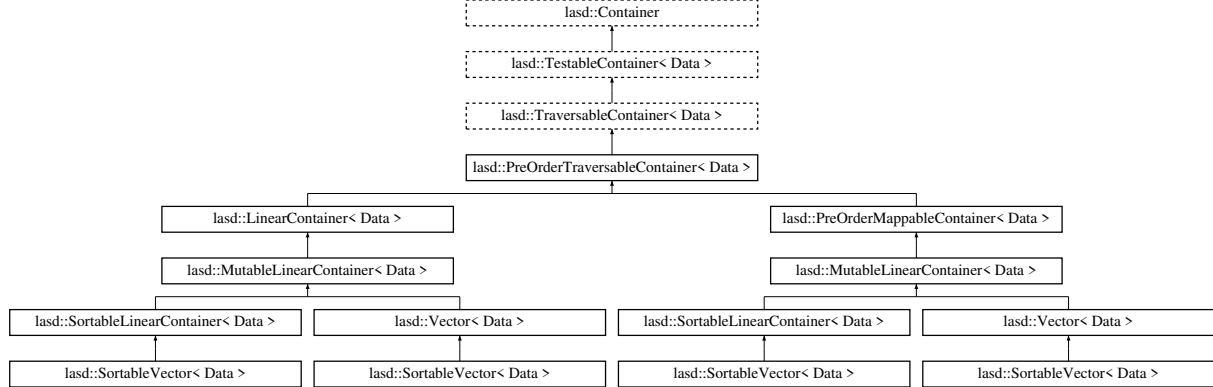 lasd::Container
lasd::TestableContainer< Data >
lasd::TraversableContainer< Data >
lasd::PreOrderTraversableContainer< Data >
lasd::LinearContainer< Data > lasd::PreOrderMappableContainer< Data >
lasd::MutableLinearContainer< Data > lasd::MutableLinearContainer< Data >
lasd::SortableLinearContainer< Data > lasd::Vector< Data > lasd::SortableLinearContainer< Data > lasd::Vector< Data >
lasd::SortableVector< Data > lasd::SortableVector< Data > lasd::SortableVector< Data > lasd::SortableVector< Data >